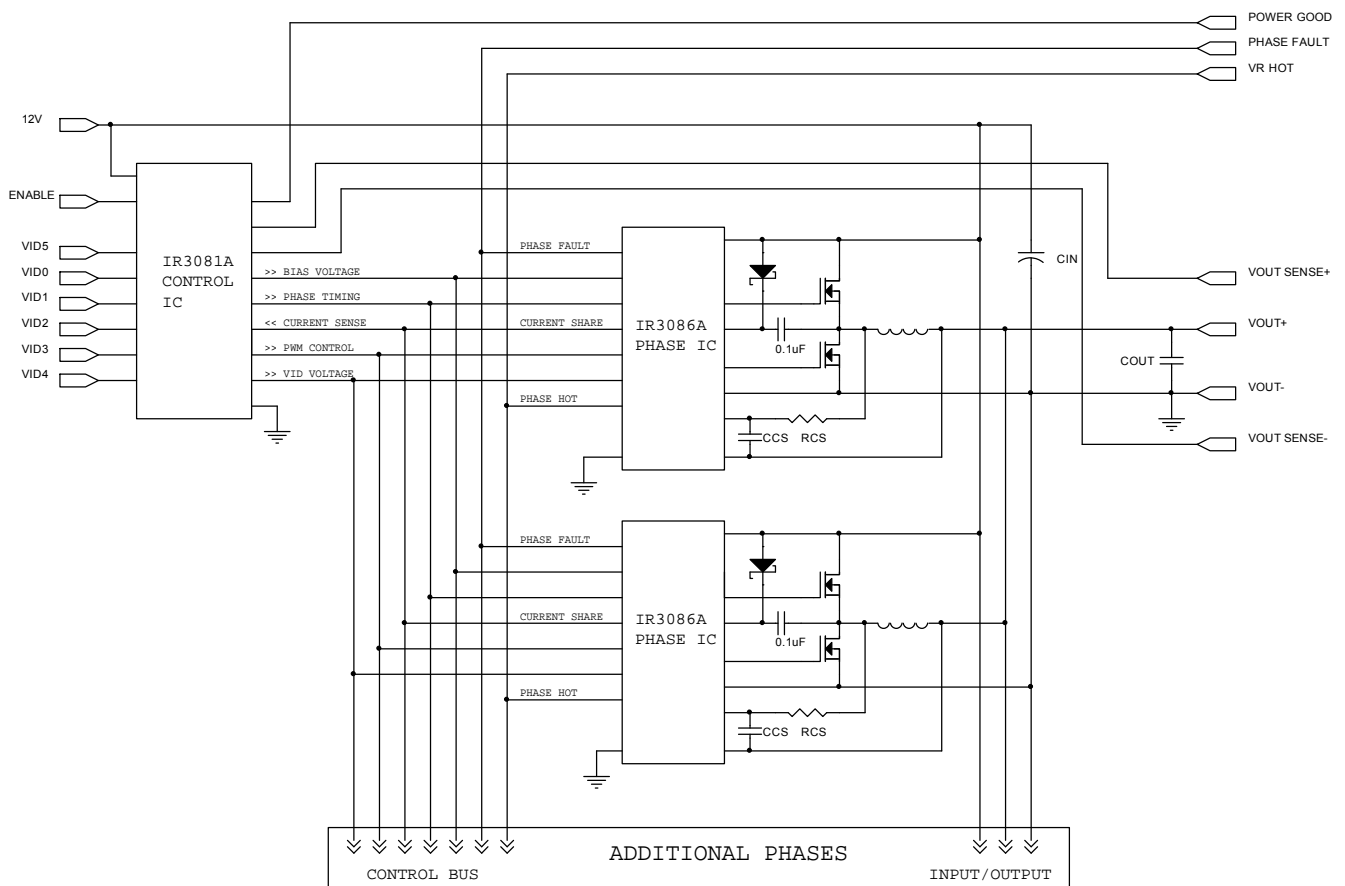 POWER GOOD
PHASE FAULT
VR HOT
12V
ENABLE
VID5
VID0
VID1
VID2
VID3
VID4
IR3081A
CONTROL
IC
>> BIAS VOLTAGE
>> PHASE TIMING
<< CURRENT SENSE
>> PWM CONTROL
>> VID VOLTAGE
PHASE FAULT
CURRENT SHARE
PHASE HOT
IR3086A
PHASE IC
0.1uF
CCS RCS
CIN
VOUT SENSE+
VOUT+
COUT
VOUT-
VOUT SENSE-
PHASE FAULT
CURRENT SHARE
PHASE HOT
IR3086A
PHASE IC
0.1uF
CCS RCS
ADDITIONAL PHASES
CONTROL BUS
INPUT/OUTPUT